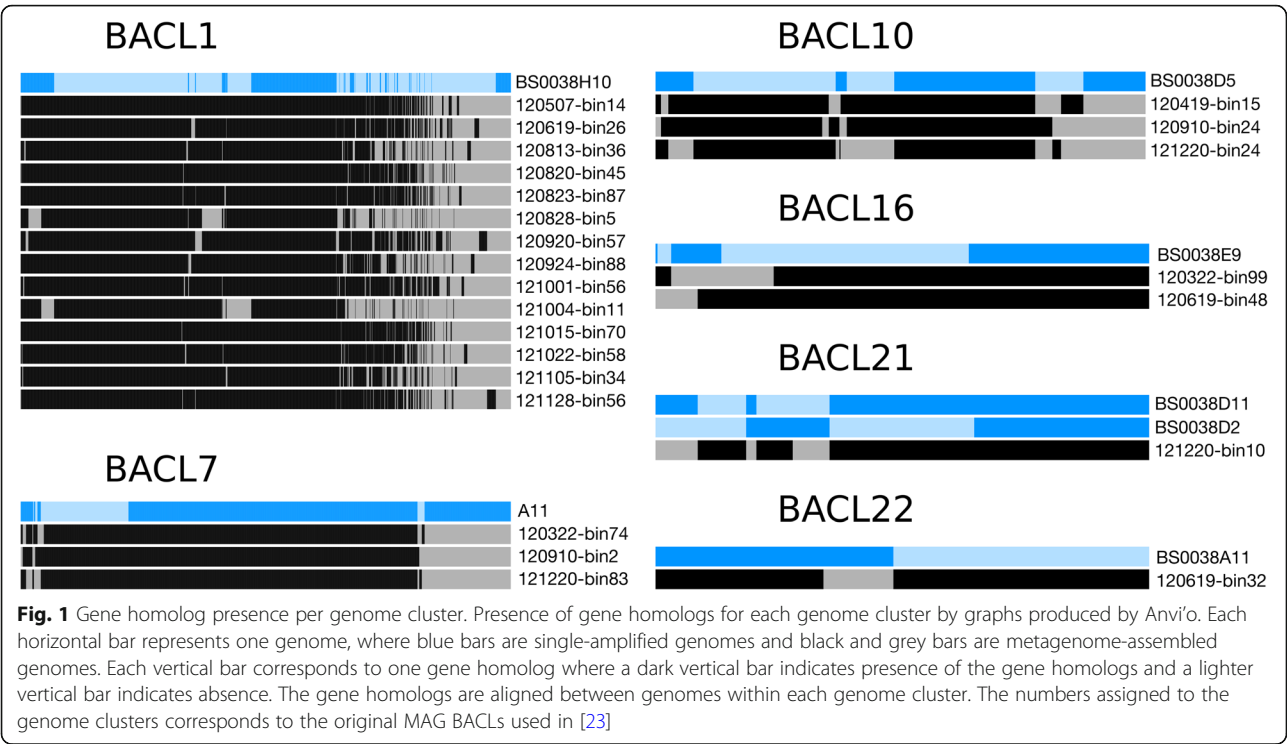 BACL1
BS0038H10
120507-bin14
120619-bin26
120813-bin36
120820-bin45
120823-bin87
120828-bin5
120920-bin57
120924-bin88
121001-bin56
121004-bin11
121015-bin70
121022-bin58
121105-bin34
121128-bin56
BACL7
A11
120322-bin74
120910-bin2
121220-bin83
BACL10
BS0038D5
120419-bin15
120910-bin24
121220-bin24
BACL16
BS0038E9
120322-bin99
120619-bin48
BACL21
BS0038D11
BS0038D2
121220-bin10
BACL22
BS0038A11
120619-bin32
Fig. 1 Gene homolog presence per genome cluster. Presence of gene homologs for each genome cluster by graphs produced by Anvi’o. Each
horizontal bar represents one genome, where blue bars are single-amplified genomes and black and grey bars are metagenome-assembled
genomes. Each vertical bar corresponds to one gene homolog where a dark vertical bar indicates presence of the gene homologs and a lighter
vertical bar indicates absence. The gene homologs are aligned between genomes within each genome cluster. The numbers assigned to the
genome clusters corresponds to the original MAG BACLs used in [23]